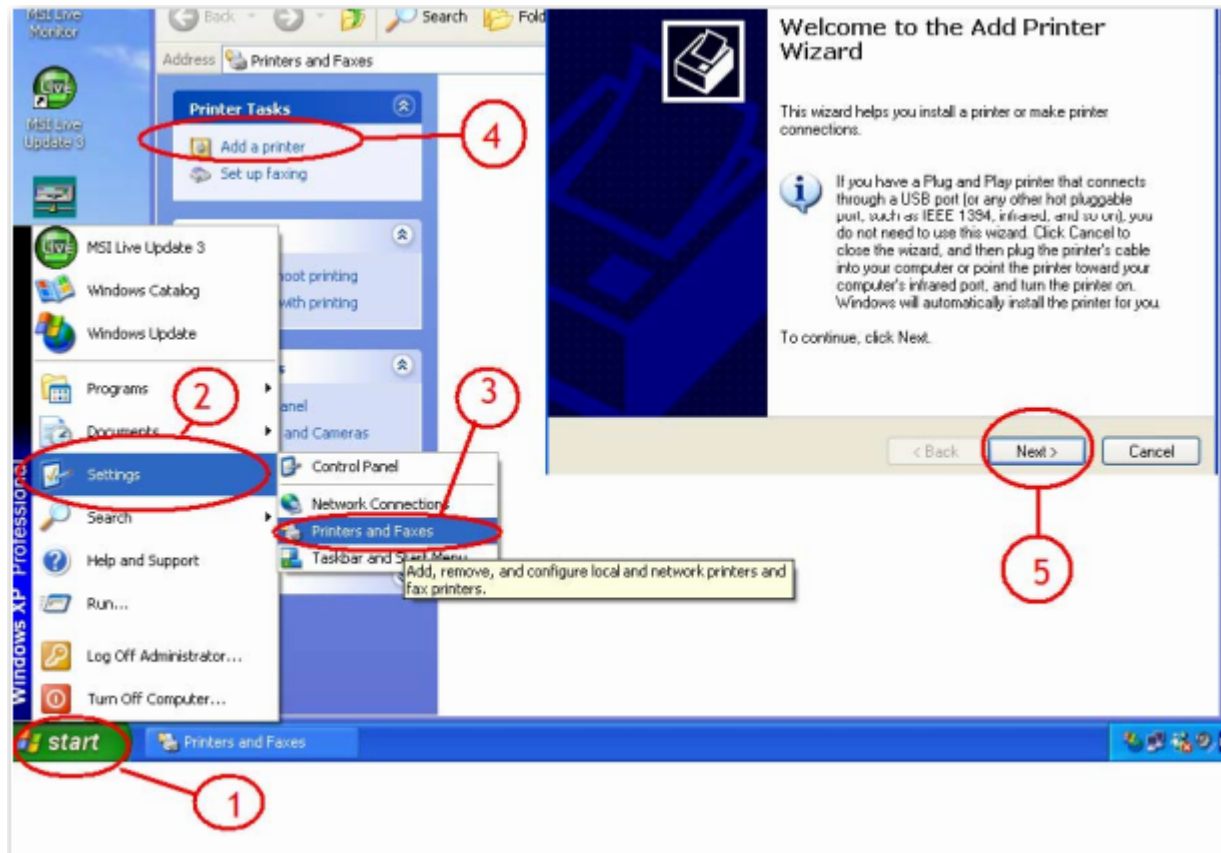 MSI Live
Monitor
Back
Search
Fold
Address
Printers and Faxes
MSI Live
Update 3
Printer Tasks
Add a printer
Set up faxing
4
oot printing
with printing
anel
and Cameras
Welcome to the Add Printer
Wizard
This wizard helps you install a printer or make printer
connections.
If you have a Plug and Play printer that connects
through a USB port (or any other hot pluggable
port, such as IEEE 1394, infrared, and so on), you
do not need to use this wizard. Click Cancel to
close the wizard, and then plug the printer's cable
into your computer or point the printer toward your
computer's infrared port, and turn the printer on.
Windows will automatically install the printer for you.
To continue, click Next.
< Back
Next >
Cancel
5
MSI Live Update 3
Windows Catalog
Windows Update
Programs
2
Documents
Settings
Search
Help and Support
Run...
Log Off Administrator...
Turn Off Computer...
Windows XP Professional
3
Control Panel
Network Connections
Printers and Faxes
Taskbar and Start Menu
Add, remove, and configure local and network printers and
fax printers.
start
Printers and Faxes
1